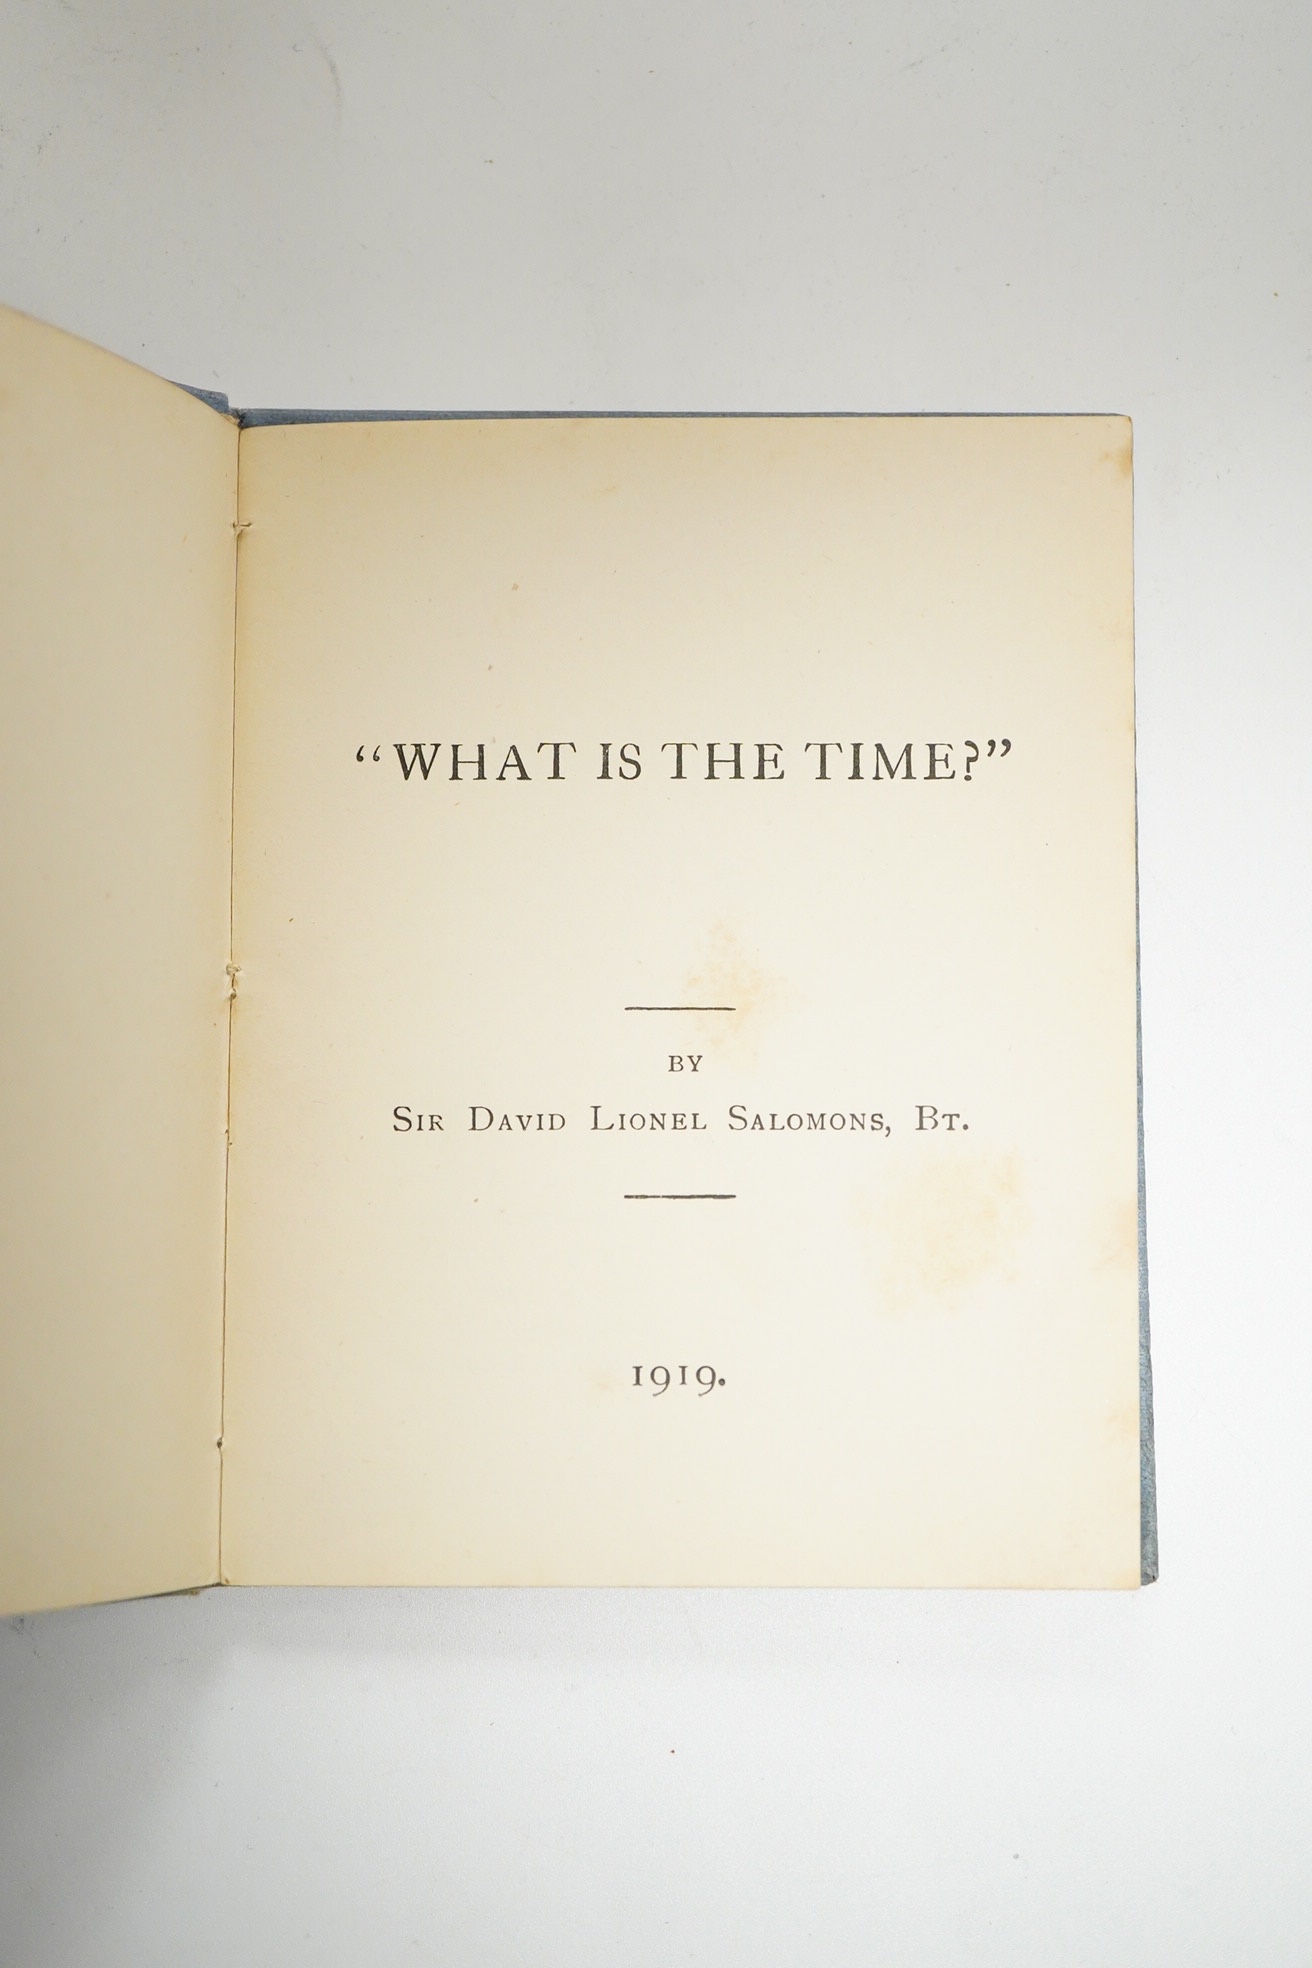 “WHAT IS THE TIME?”
BY
SIR DAVID LIONEL SALOMONS, BT.
1919.